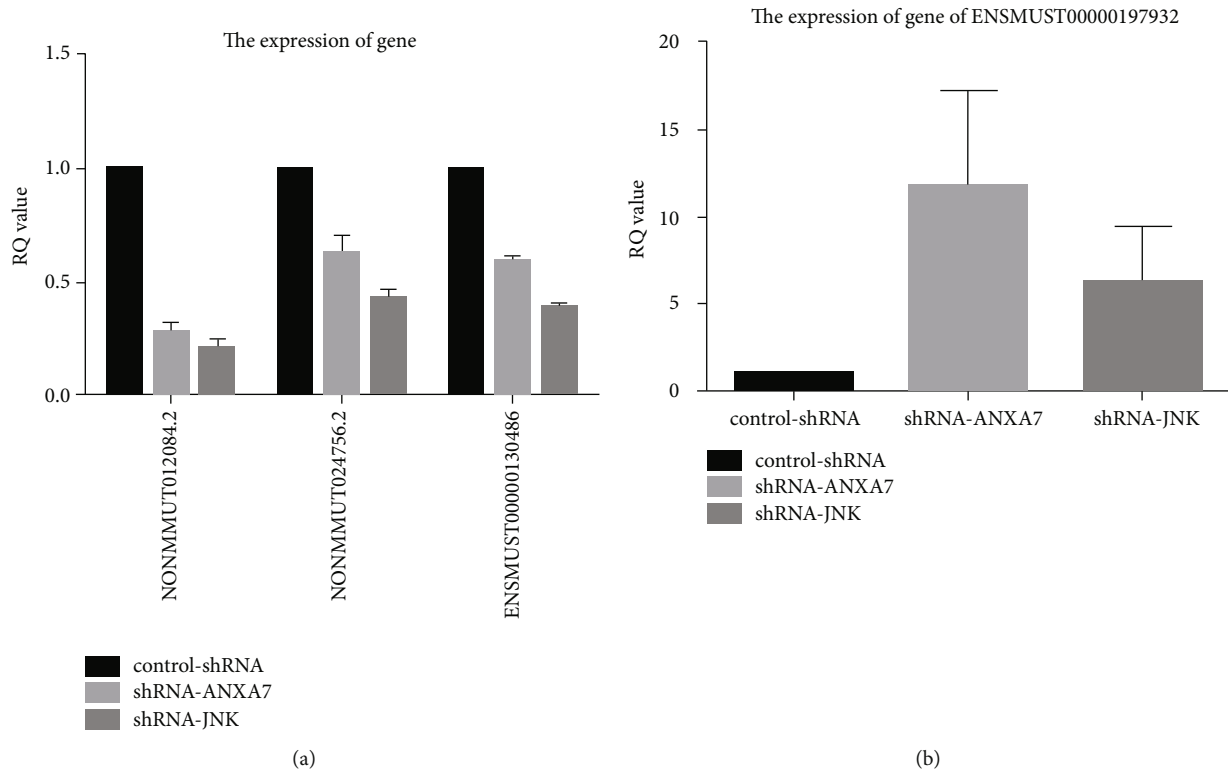 The expression of gene
1.5
1.0
0.5
0.0
RQ value
NONMMUT012084.2
NONMMUT024756.2
ENSMUST00000130486
control-shRNA
shRNA-ANXA7
shRNA-JNK
(a)
The expression of gene of ENSMUST00000197932
20
15
10
5
0
RQ value
control-shRNA
shRNA-ANXA7
shRNA-JNK
control-shRNA
shRNA-ANXA7
shRNA-JNK
(b)